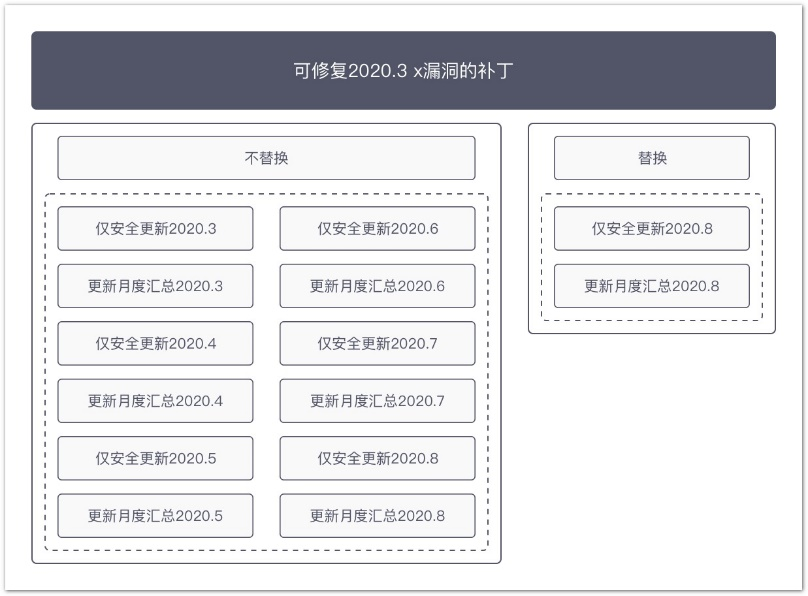 可修复2020.3 x漏洞的补丁
不替换
仅安全更新2020.3
仅安全更新2020.6
更新月度汇总2020.3
更新月度汇总2020.6
仅安全更新2020.4
仅安全更新2020.7
更新月度汇总2020.4
更新月度汇总2020.7
仅安全更新2020.5
仅安全更新2020.8
更新月度汇总2020.5
更新月度汇总2020.8
替换
仅安全更新2020.8
更新月度汇总2020.8